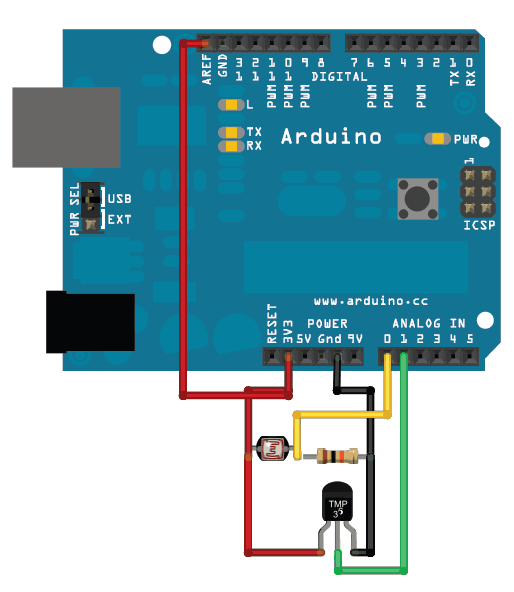 AREF GND 13 12 11 10 9 8 7 6 5 4 3 2 1 0
DIGITAL
PWM PWM PWM PWM PWM PWM TX RX
L
TX
RX
Arduino
PWR
1
ICSP
PWR SEL
USB
EXT
www.arduino.cc
POWER
ANALOG IN
RESET 3V3 5V Gnd 9V 0 1 2 3 4 5
TMP
35